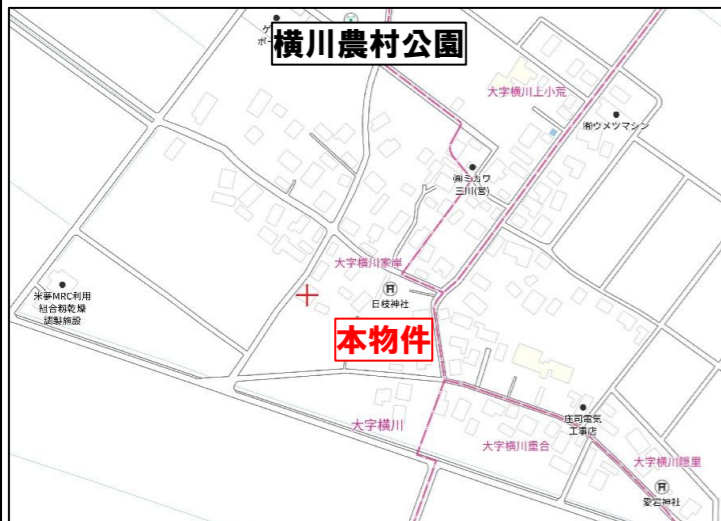 横川農村公園
大字横川上小荒
㈲ウメツマシン
㈲ミカワ
三川(営)
大字横川家岸
日枝神社
米夢MRC利用
組合籾乾燥
調製施設
本物件
大字横川
庄司電気
工事店
大字横川重合
大字横川隠里
愛宕神社